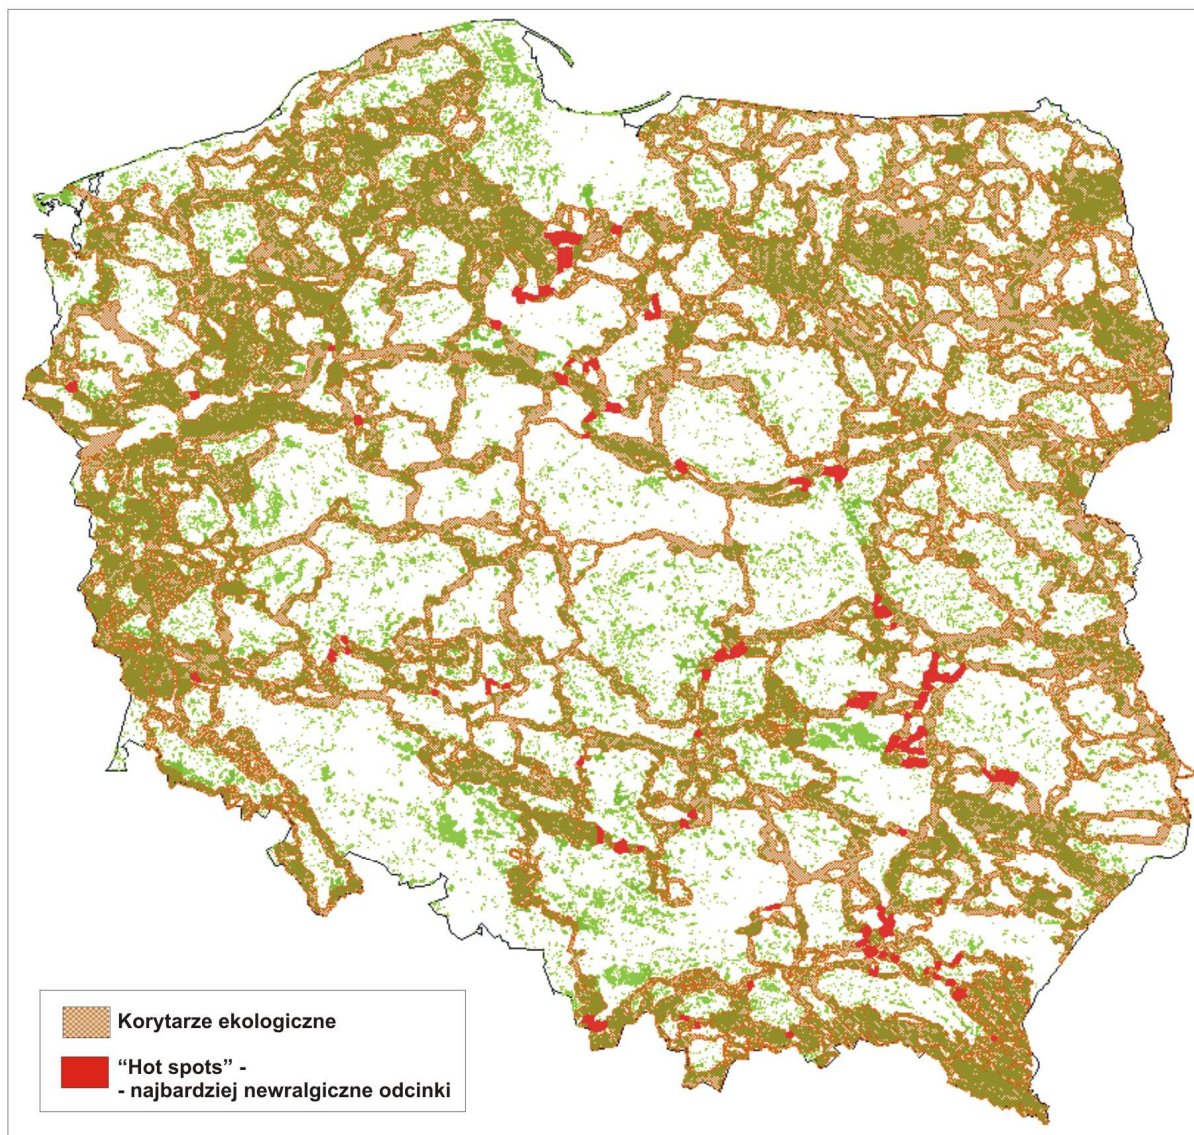 Korytarze ekologiczne
“Hot spots” -
- najbardziej newralgiczne odcinki